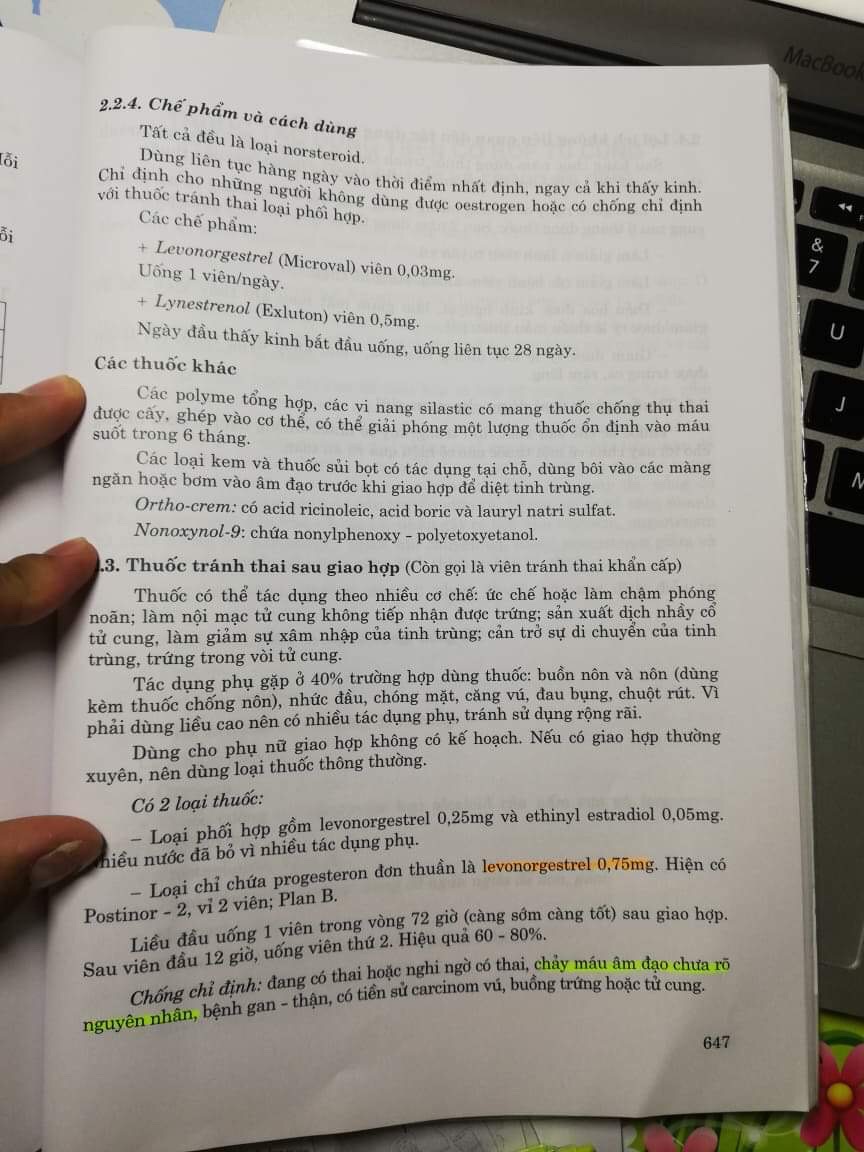 2.2.4. Chế phẩm và cách dùng
Tất cả đều là loại norsteroid.
Dùng liên tục hàng ngày vào thời điểm nhất định, ngay cả khi thấy kinh.
Chỉ định cho những người không dùng được oestrogen hoặc có chống chỉ định
với thuốc tránh thai loại phối hợp.
Các chế phẩm:
+ Levonorgestrel (Microval) viên 0,03mg.
Uống 1 viên/ngày.
+ Lynestrenol (Exluton) viên 0,5mg.
Ngày đầu thấy kinh bắt đầu uống, uống liên tục 28 ngày.
Các thuốc khác
Các polyme tổng hợp, các vi nang silastic có mang thuốc chống thụ thai
được cấy, ghép vào cơ thể, có thể giải phóng một lượng thuốc ổn định vào máu
suốt trong 6 tháng.
Các loại kem và thuốc sủi bọt có tác dụng tại chỗ, dùng bôi vào các màng
ngăn hoặc bơm vào âm đạo trước khi giao hợp để diệt tinh trùng.
Ortho-crem: có acid ricinoleic, acid boric và lauryl natri sulfat.
Nonoxynol-9: chứa nonylphenoxy - polyetoxyetanol.
.3. Thuốc tránh thai sau giao hợp (Còn gọi là viên tránh thai khẩn cấp)
Thuốc có thể tác dụng theo nhiều cơ chế: ức chế hoặc làm chậm phóng
noãn; làm nội mạc tử cung không tiếp nhận được trứng; sản xuất dịch nhầy cổ
tử cung, làm giảm sự xâm nhập của tinh trùng; cản trở sự di chuyển của tinh
trùng, trứng trong vòi tử cung.
Tác dụng phụ gặp ở 40% trường hợp dùng thuốc: buồn nôn và nôn (dùng
kèm thuốc chống nôn), nhức đầu, chóng mặt, căng vú, đau bụng, chuột rút. Vì
phải dùng liều cao nên có nhiều tác dụng phụ, tránh sử dụng rộng rãi.
Dùng cho phụ nữ giao hợp không có kế hoạch. Nếu có giao hợp thường
xuyên, nên dùng loại thuốc thông thường.
Có 2 loại thuốc:
– Loại phối hợp gồm levonorgestrel 0,25mg và ethinyl estradiol 0,05mg.
hiều nước đã bỏ vì nhiều tác dụng phụ.
– Loại chỉ chứa progesteron đơn thuần là levonorgestrel 0,75mg. Hiện có
Postinor – 2, vỉ 2 viên; Plan B.
Liều đầu uống 1 viên trong vòng 72 giờ (càng sớm càng tốt) sau giao hợp.
Sau viên đầu 12 giờ, uống viên thứ 2. Hiệu quả 60 - 80%.
Chống chỉ định: đang có thai hoặc nghi ngờ có thai, chảy máu âm đạo chưa rõ
nguyên nhân, bệnh gan - thận, có tiền sử carcinom vú, buồng trứng hoặc tử cung.
647
MacBook
&
7
U
J